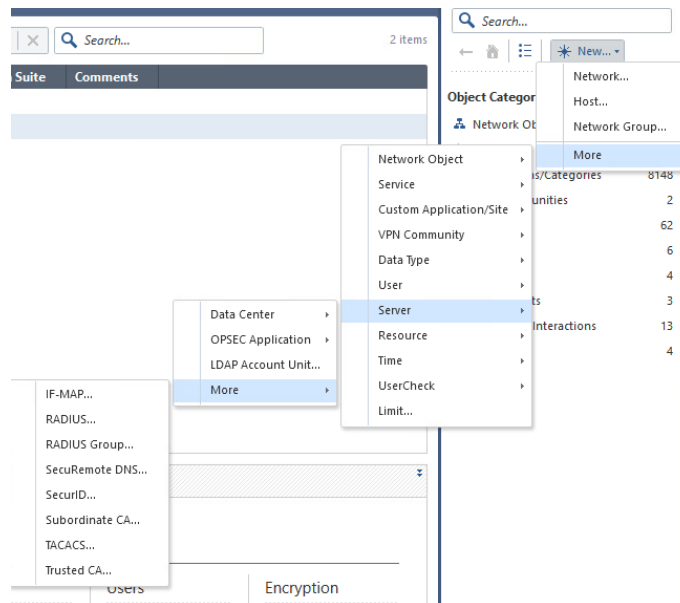 Search...
2 items
Suite
Comments
Search...
New...
Object Categor
Network Ob
Network...
Host...
Network Group...
More
ns/Categories 8148
unities 2
62
6
4
ts 3
Interactions 13
4
Network Object
Service
Custom Application/Site
VPN Community
Data Type
User
Server
Resource
Time
UserCheck
Limit...
Data Center
OPSEC Application
LDAP Account Unit...
More
IF-MAP...
RADIUS...
RADIUS Group...
SecuRemote DNS...
SecurID...
Subordinate CA...
TACACS...
Trusted CA...
Users
Encryption